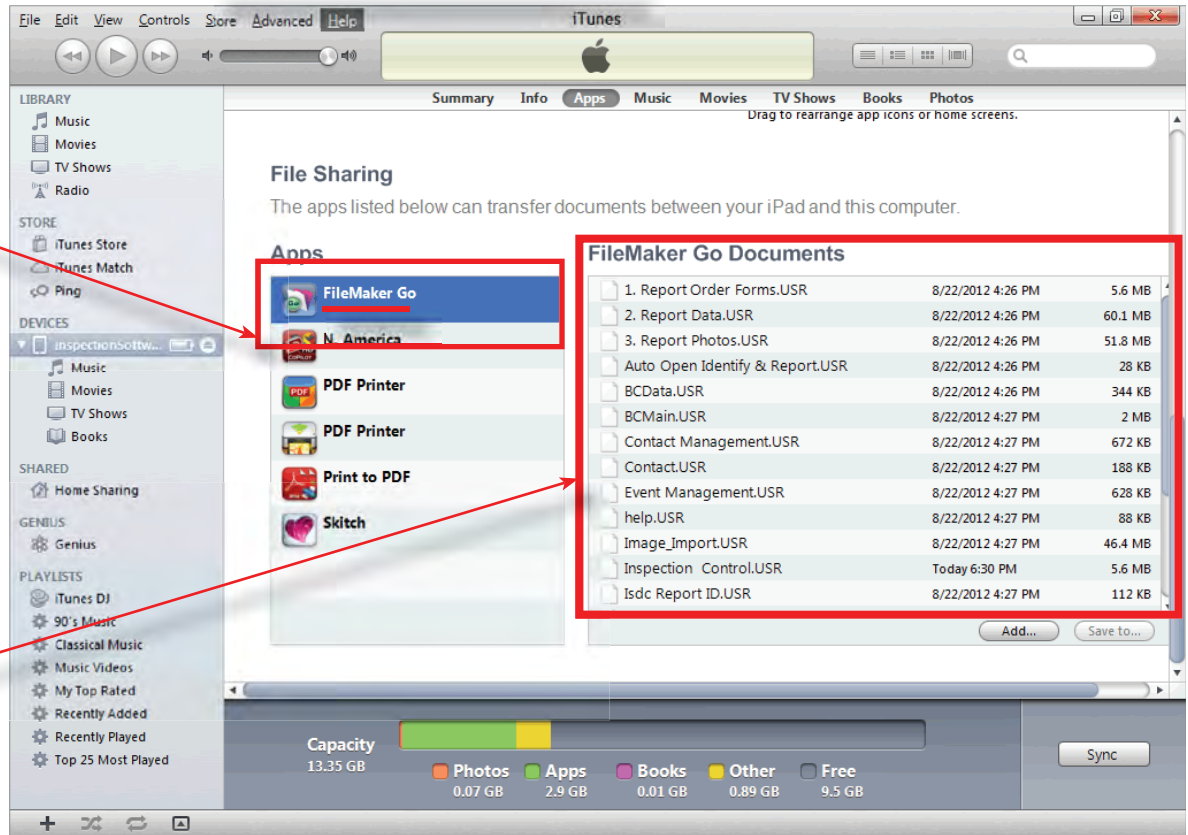 File Edit View Controls Store Advanced Help
iTunes
LIBRARY
Music
Movies
TV Shows
Radio
STORE
iTunes Store
iTunes Match
Ping
DEVICES
InspectionSoftw...
Music
Movies
TV Shows
Books
SHARED
Home Sharing
GENIUS
Genius
PLAYLISTS
iTunes DJ
90's Music
Classical Music
Music Videos
My Top Rated
Recently Added
Recently Played
Top 25 Most Played
Summary Info Apps Music Movies TV Shows Books Photos
Drag to rearrange app icons or home screens.
File Sharing
The apps listed below can transfer documents between your iPad and this computer.
Apps
FileMaker Go
N. America
PDF Printer
PDF Printer
Print to PDF
Skitch
FileMaker Go Documents
1. Report Order Forms.USR 8/22/2012 4:26 PM 5.6 MB
2. Report Data.USR 8/22/2012 4:26 PM 60.1 MB
3. Report Photos.USR 8/22/2012 4:26 PM 51.8 MB
Auto Open Identify & Report.USR 8/22/2012 4:26 PM 28 KB
BCData.USR 8/22/2012 4:26 PM 344 KB
BCMain.USR 8/22/2012 4:27 PM 2 MB
Contact Management.USR 8/22/2012 4:27 PM 672 KB
Contact.USR 8/22/2012 4:27 PM 188 KB
Event Management.USR 8/22/2012 4:27 PM 628 KB
help.USR 8/22/2012 4:27 PM 88 KB
Image_Import.USR 8/22/2012 4:27 PM 46.4 MB
Inspection Control.USR Today 6:30 PM 5.6 MB
Isdc Report ID.USR 8/22/2012 4:27 PM 112 KB
Add... Save to...
Capacity
13.35 GB
Photos Apps Books Other Free
0.07 GB 2.9 GB 0.01 GB 0.89 GB 9.5 GB
Sync